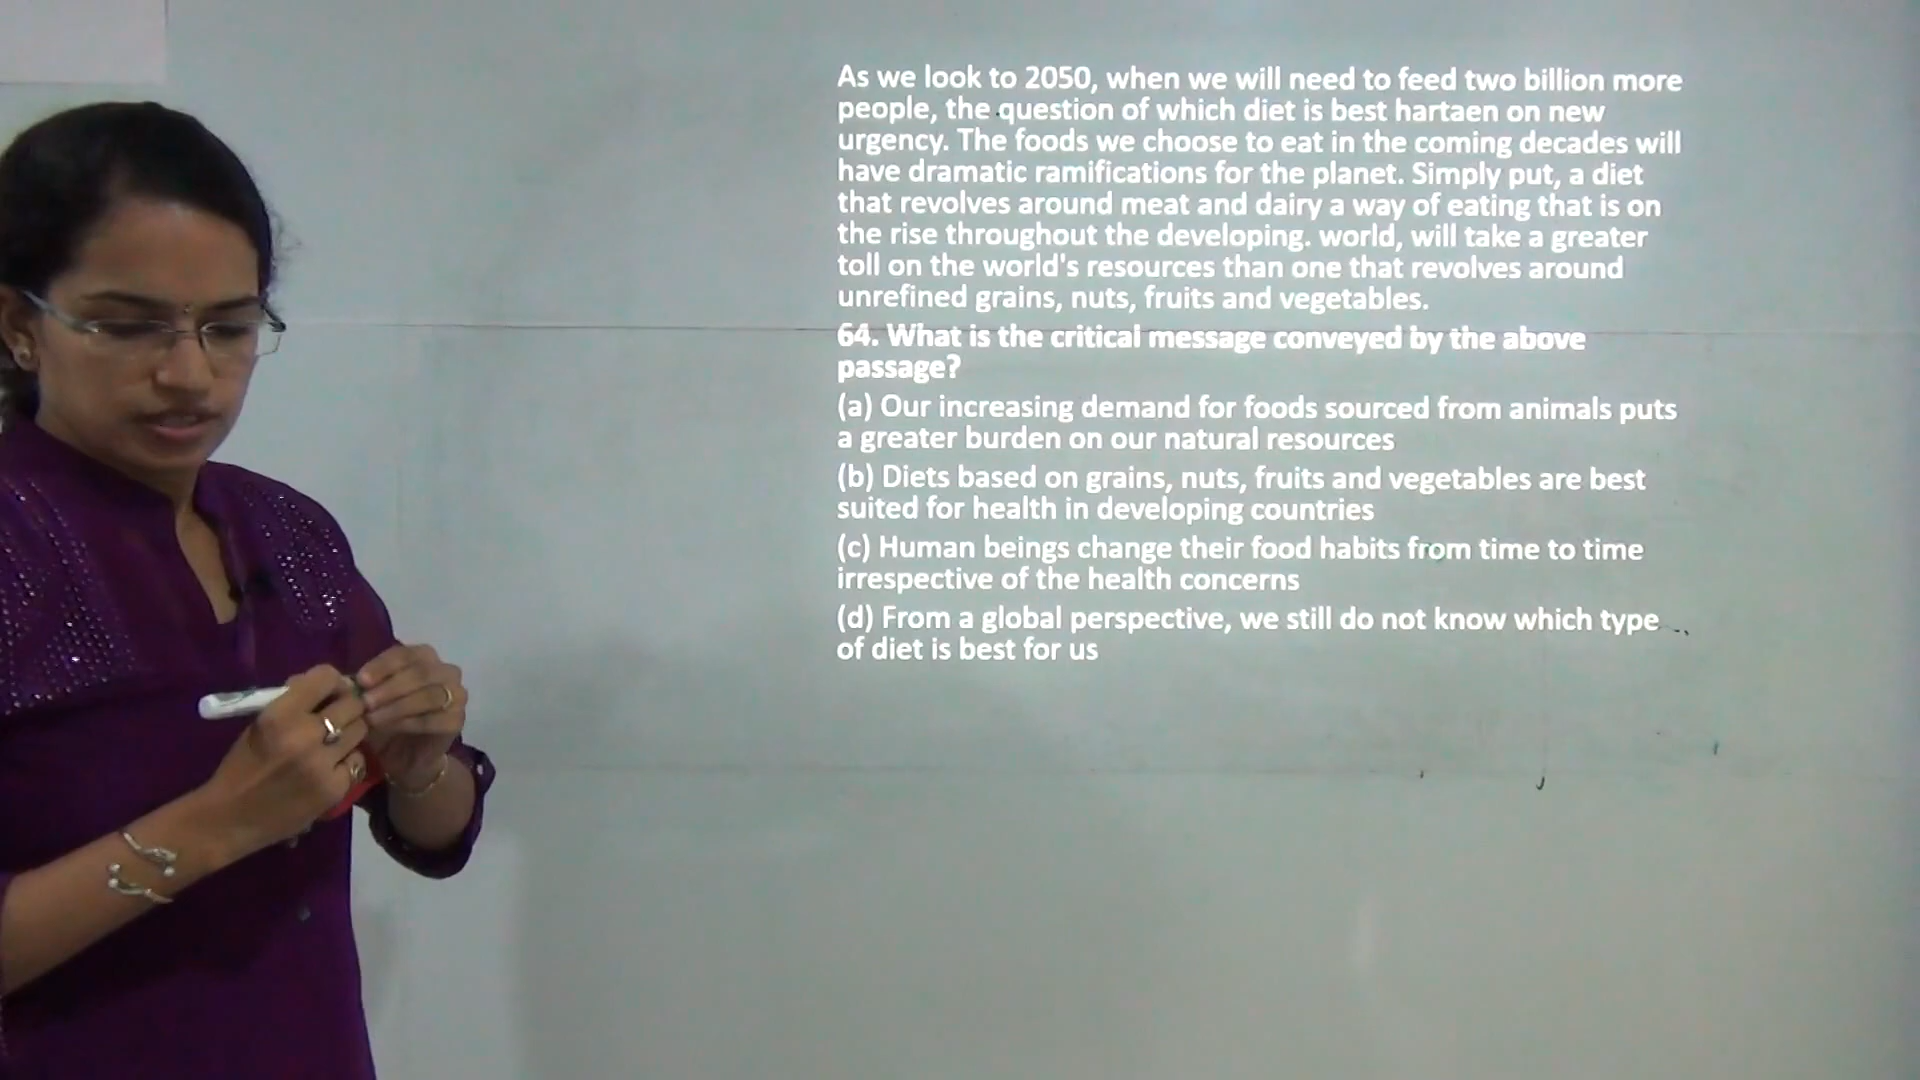 As we look to 2050, when we will need to feed two billion more
people, the question of which diet is best hartaen on new
urgency. The foods we choose to eat in the coming decades will
have dramatic ramifications for the planet. Simply put, a diet
that revolves around meat and dairy a way of eating that is on
the rise throughout the developing. world, will take a greater
toll on the world's resources than one that revolves around
unrefined grains, nuts, fruits and vegetables.
64. What is the critical message conveyed by the above
passage?
(a) Our increasing demand for foods sourced from animals puts
a greater burden on our natural resources
(b) Diets based on grains, nuts, fruits and vegetables are best
suited for health in developing countries
(c) Human beings change their food habits from time to time
irrespective of the health concerns
(d) From a global perspective, we still do not know which type
of diet is best for us